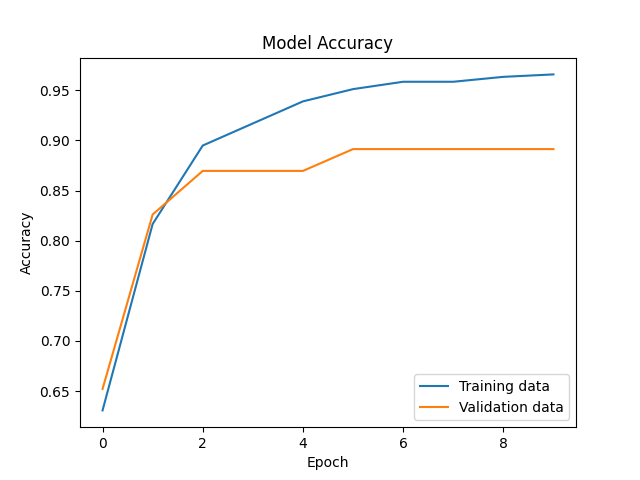 Model Accuracy
0.95
0.90
0.85
0.80
0.75
0.70
0.65
Accuracy
0 2 4 6 8
Epoch
Training data
Validation data